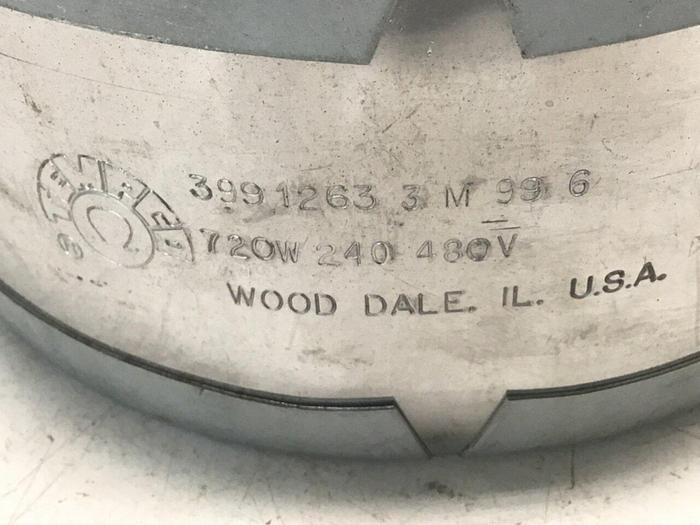 3991263 3 M 99 6
720W 240 480V
WOOD DALE, IL. U.S.A.